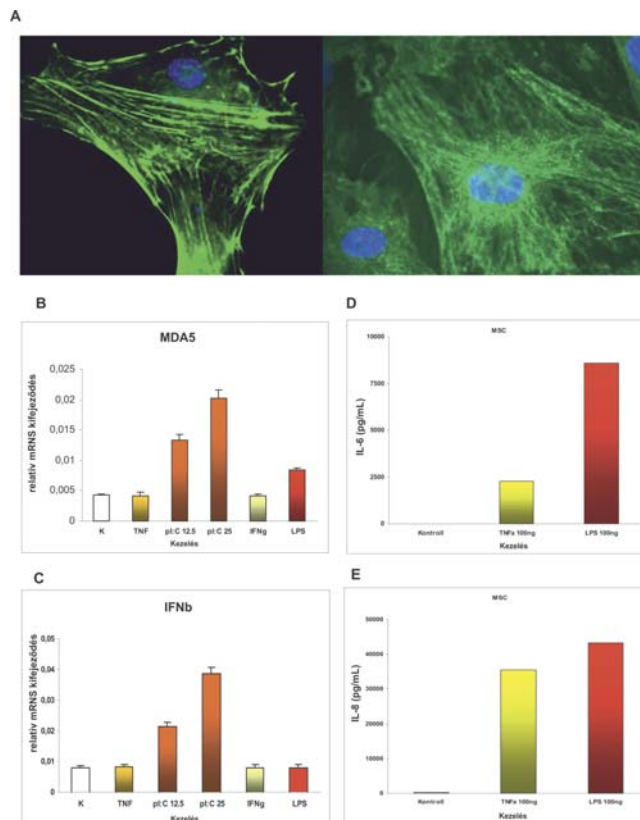 A
B
MDA5
relatív mRNS kifejeződés
0,025
0,02
0,015
0,01
0,005
0
K TNF pI:C 12.5 pI:C 25 IFNg LPS
Kezelés
D
MSC
IL-6 (pg/mL)
10000
7500
5000
2500
0
Kontroll TNFa 100ng LPS 100ng
Kezelés
C
IFNb
relatív mRNS kifejeződés
0,05
0,04
0,03
0,02
0,01
0
K TNF pI:C 12.5 pI:C 25 IFNg LPS
Kezelés
E
MSC
IL-8 (pg/mL)
50000
40000
30000
20000
10000
0
Kontroll TNFa 100ng LPS 100ng
Kezelés